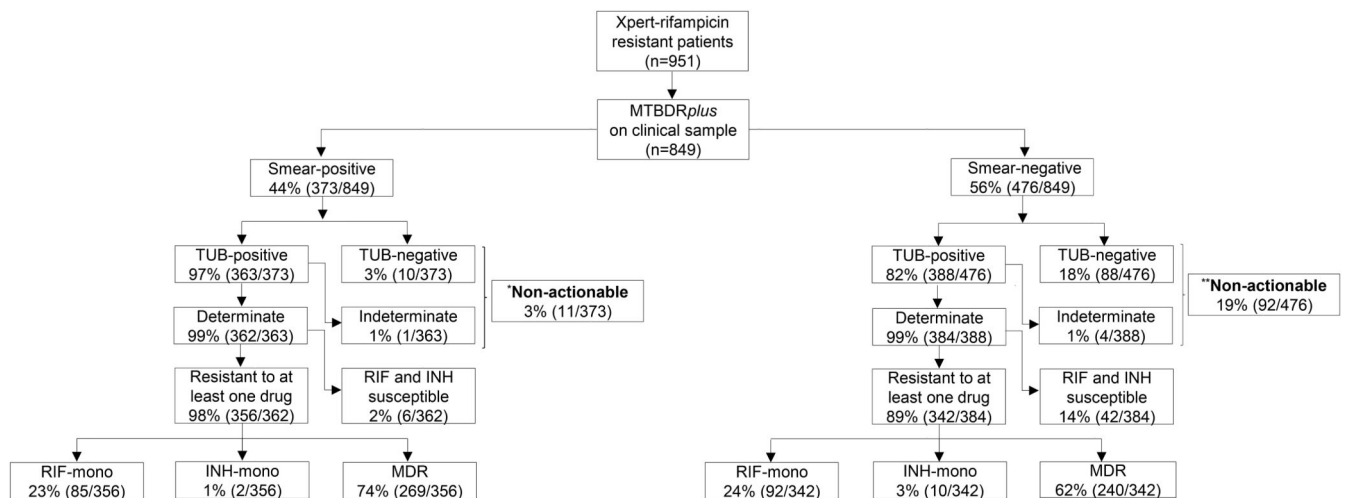 Xpert-rifampicin
resistant patients
(n=951)
MTBDRplus
on clinical sample
(n=849)
Smear-positive
44% (373/849)
Smear-negative
56% (476/849)
TUB-positive
97% (363/373)
TUB-negative
3% (10/373)
*Non-actionable
3% (11/373)
Determinate
99% (362/363)
Indeterminate
1% (1/363)
Resistant to at
least one drug
98% (356/362)
RIF and INH
susceptible
2% (6/362)
RIF-mono
23% (85/356)
INH-mono
1% (2/356)
MDR
74% (269/356)
TUB-positive
82% (388/476)
TUB-negative
18% (88/476)
**Non-actionable
19% (92/476)
Determinate
99% (384/388)
Indeterminate
1% (4/388)
Resistant to at
least one drug
89% (342/384)
RIF and INH
susceptible
14% (42/384)
RIF-mono
24% (92/342)
INH-mono
3% (10/342)
MDR
62% (240/342)